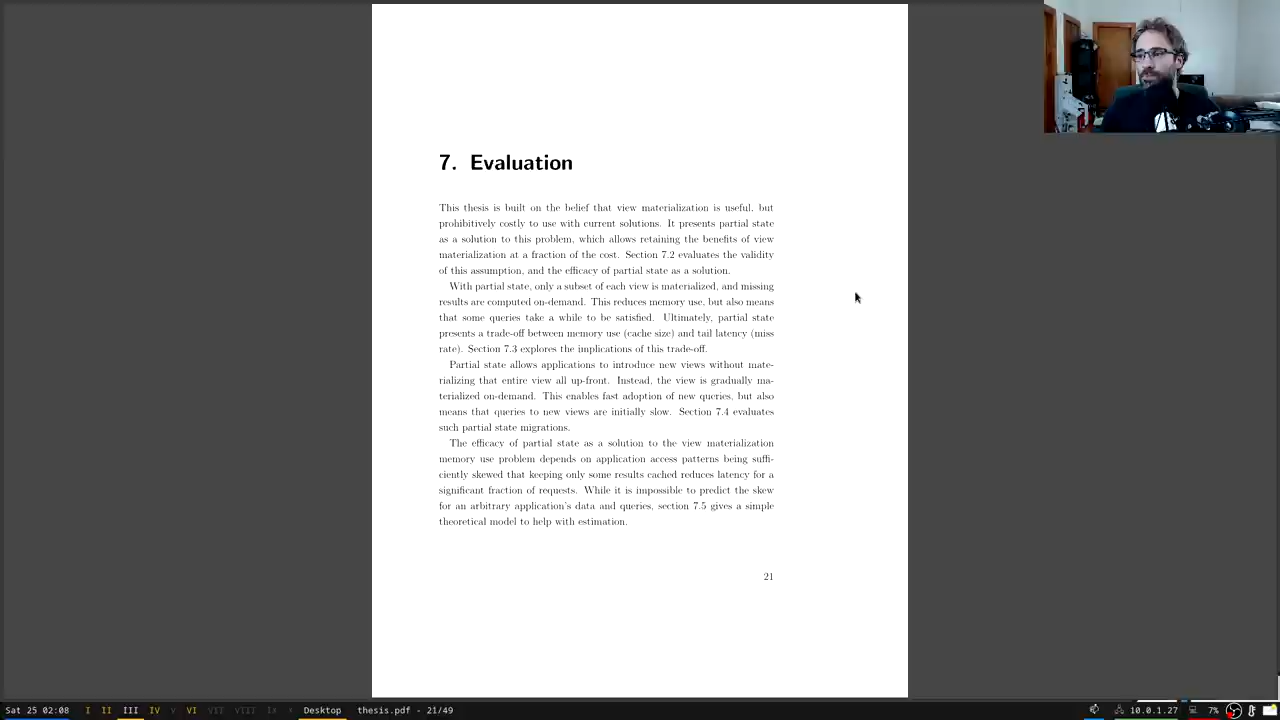 7. Evaluation
This thesis is built on the belief that view materialization is useful, but
prohibitively costly to use with current solutions. It presents partial state
as a solution to this problem, which allows retaining the benefits of view
materialization at a fraction of the cost. Section 7.2 evaluates the validity
of this assumption, and the efficacy of partial state as a solution.
With partial state, only a subset of each view is materialized, and missing
results are computed on-demand. This reduces memory use, but also means
that some queries take a while to be satisfied. Ultimately, partial state
presents a trade-off between memory use (cache size) and tail latency (miss
rate). Section 7.3 explores the implications of this trade-off.
Partial state allows applications to introduce new views without mate-
rializing that entire view all up-front. Instead, the view is gradually ma-
terialized on-demand. This enables fast adoption of new queries, but also
means that queries to new views are initially slow. Section 7.4 evaluates
such partial state migrations.
The efficacy of partial state as a solution to the view materialization
memory use problem depends on application access patterns being suffi-
ciently skewed that keeping only some results cached reduces latency for a
significant fraction of requests. While it is impossible to predict the skew
for an arbitrary application's data and queries, section 7.5 gives a simple
theoretical model to help with estimation.
21
Sat 25 02:08 I II III IV V VI VII VIII IX X Desktop thesis.pdf - 21/49 10.0.1.27 7%